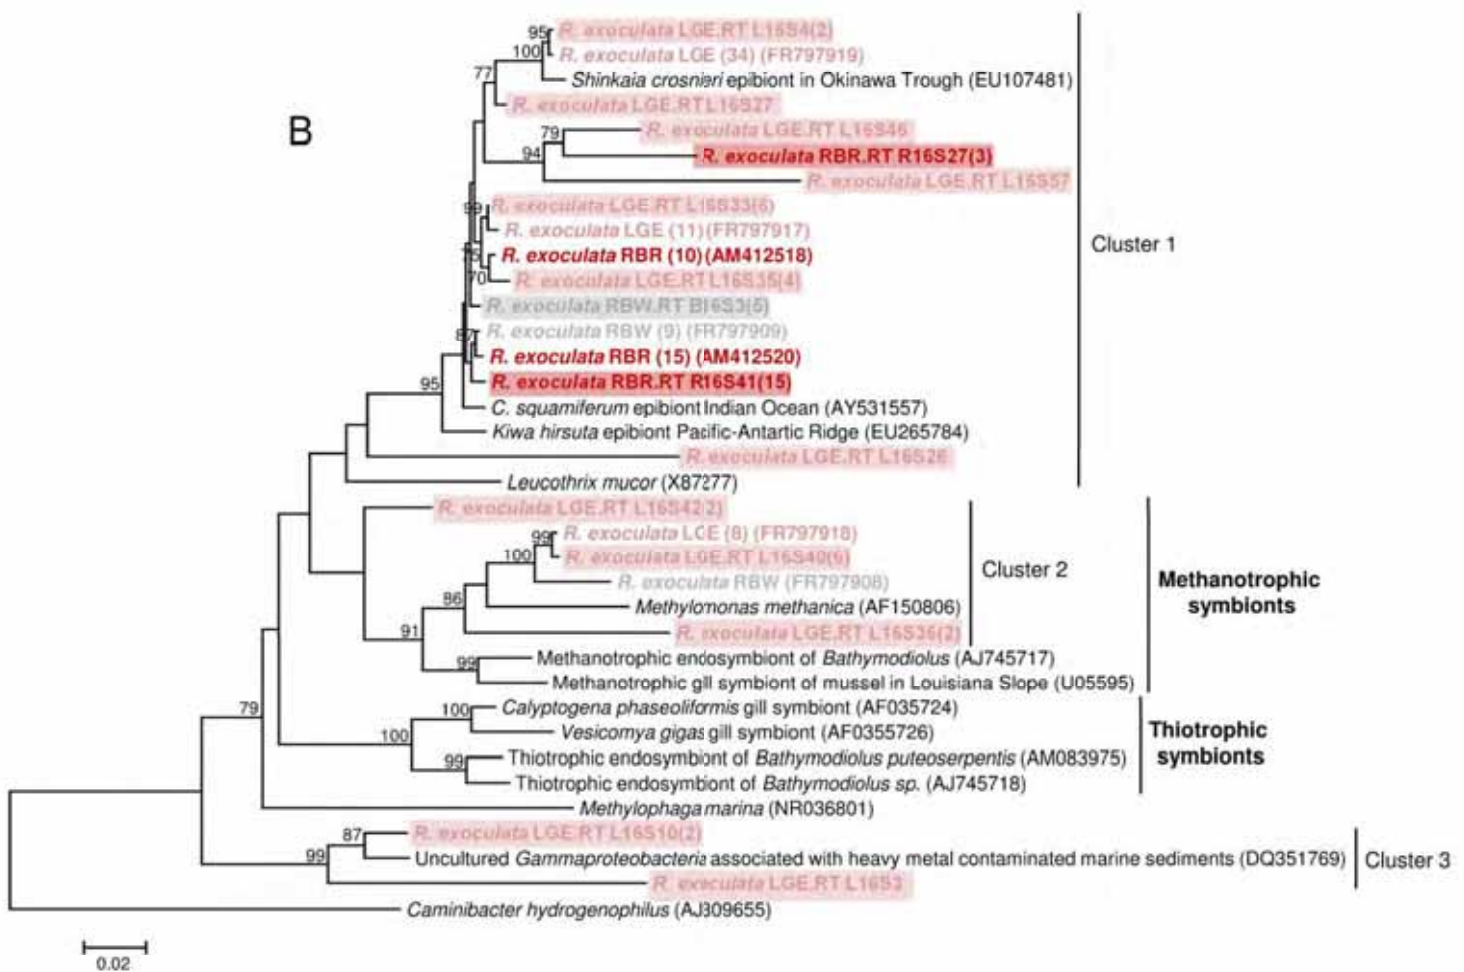 B
95
R. exoculata LGE.RT L16S4(2)
100
R. exoculata LGE (34) (FR797919)
77
Shinkaia crosnieri epibiont in Okinawa Trough (EU107481)
R. exoculata LGE.RT L16S27
79
R. exoculata LGE.RT L16S46
94
R. exoculata RBR.RT R16S27(3)
R. exoculata LGE.RT L16S57
99
R. exoculata LGE.RT L16S33(6)
R. exoculata LGE (11) (FR797917)
Cluster 1
75
R. exoculata RBR (10) (AM412518)
70
R. exoculata LGE.RT L16S35(4)
R. exoculata RBW.RT B16S3(5)
87
R. exoculata RBW (9) (FR797909)
R. exoculata RBR (15) (AM412520)
95
R. exoculata RBR.RT R16S41(15)
C. squamiferum epibiont Indian Ocean (AY531557)
Kiwa hirsuta epibiont Pacific-Antartic Ridge (EU265784)
R. exoculata LGE.RT L16S26
Leucothrix mucor (X87277)
R. exoculata LGE.RT L16S42(2)
99
R. exoculata LGE (8) (FR797918)
100
R. exoculata LGE.RT L16S40(6)
Cluster 2
R. exoculata RBW (FR797908)
86
Methylomonas methanica (AF150806)
Methanotrophic
symbionts
91
R. exoculata LGE.RT L16S36(2)
99
Methanotrophic endosymbiont of Bathymodiolus (AJ745717)
Methanotrophic gill symbiont of mussel in Louisiana Slope (U05595)
79
100
Calyptogena phaseoliformis gill symbiont (AF035724)
100
Vesicomya gigas gill symbiont (AF0355726)
Thiotrophic
symbionts
99
Thiotrophic endosymbiont of Bathymodiolus puteoserpentis (AM083975)
Thiotrophic endosymbiont of Bathymodiolus sp. (AJ745718)
Methylophaga marina (NR036801)
87
R. exoculata LGE.RT L16S10(2)
99
Uncultured Gammaproteobacteria associated with heavy metal contaminated marine sediments (DQ351769)
Cluster 3
R. exoculata LGE.RT L16S3
Caminibacter hydrogenophilus (AJ309655)
0.02